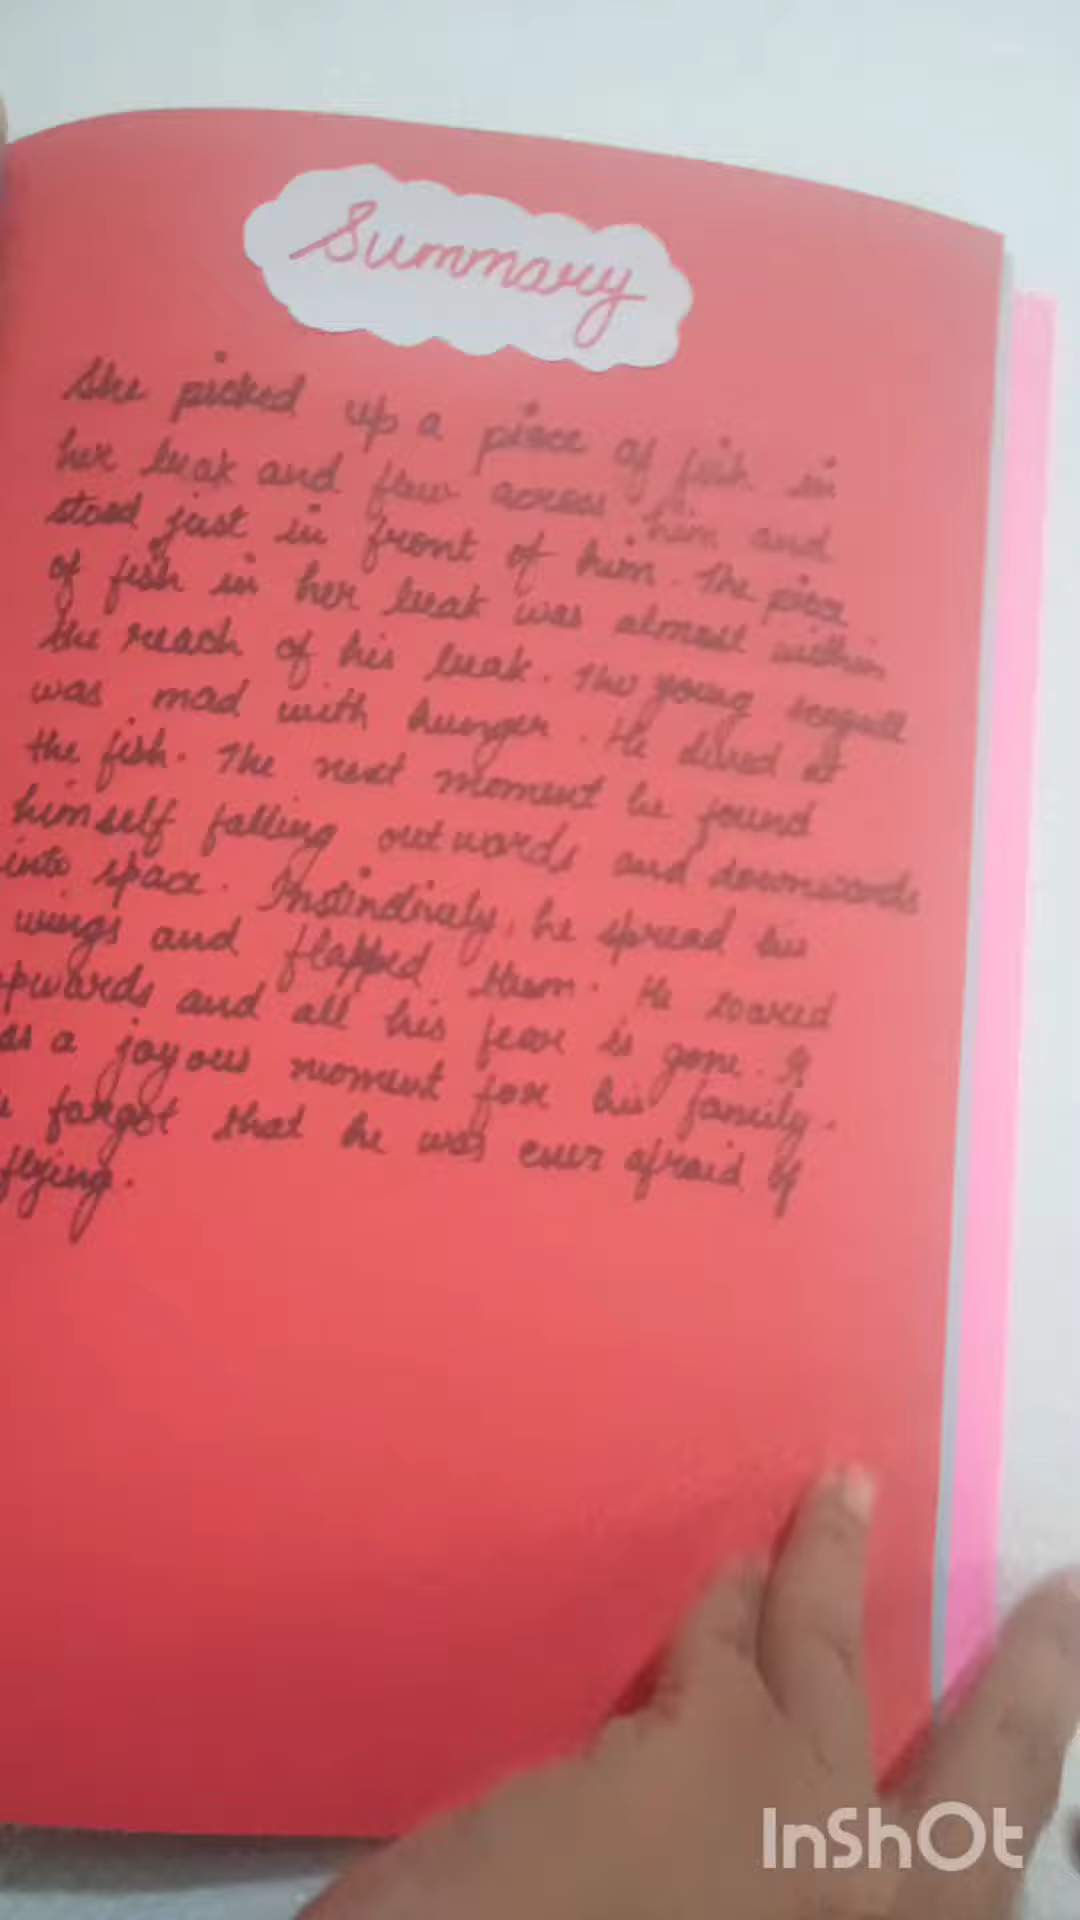 Summary
She picked up a piece of fish in
her beak and flew across him and
stood just in front of him. The piece
of fish in her beak was almost within
the reach of his beak. The young seagull
was mad with hunger. He dived at
the fish. The next moment he found
himself falling outwords and downwords
into space. Instinctively, he spread his
wings and flapped them. He soared
upwards and all his fear is gone. It
as a joyous moment for his family.
forgot that he was ever afraid of
flying.
InShOt